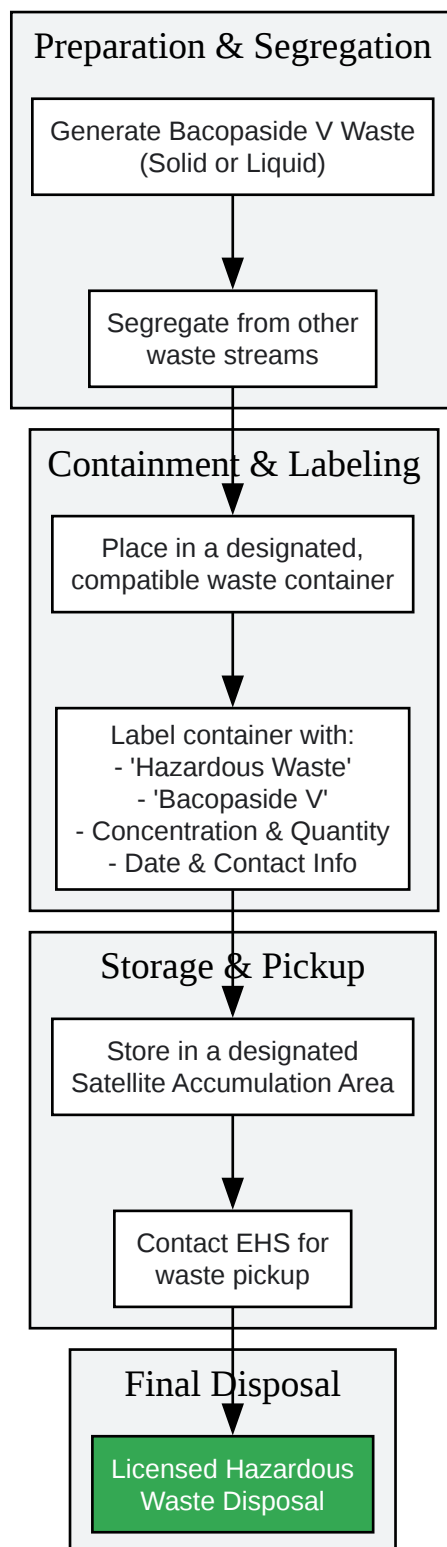 Preparation & Segregation
Generate Bacopaside V Waste
(Solid or Liquid)
Segregate from other
waste streams
Containment & Labeling
Place in a designated,
compatible waste container
Label container with:
- 'Hazardous Waste'
- 'Bacopaside V'
- Concentration & Quantity
- Date & Contact Info
Storage & Pickup
Store in a designated
Satellite Accumulation Area
Contact EHS for
waste pickup
Final Disposal
Licensed Hazardous
Waste Disposal